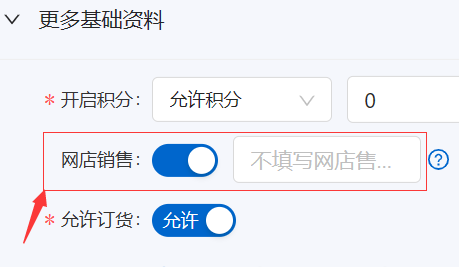 更多基础资料
* 开启积分： 允许积分 0
网店销售： 不填写网店售... ?
* 允许订货： 允许